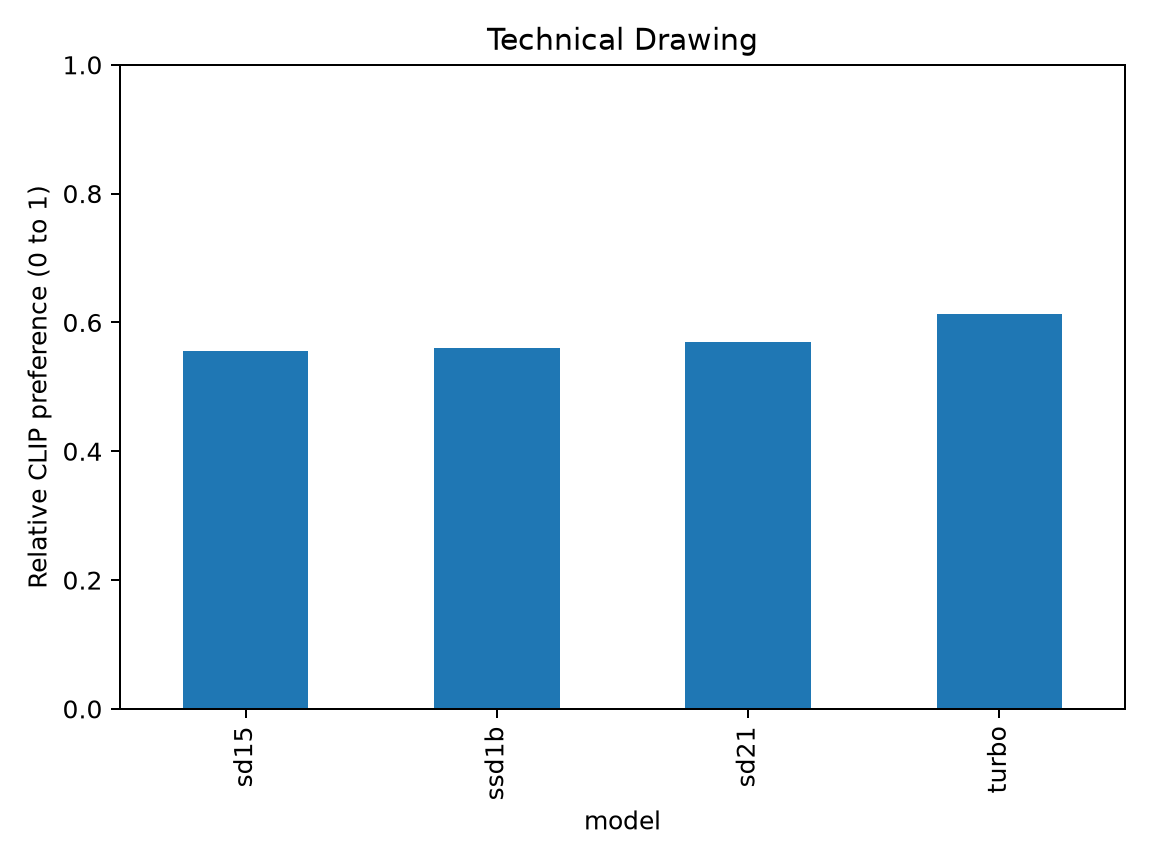 Technical Drawing
Relative CLIP preference (0 to 1)
1.0
0.8
0.6
0.4
0.2
0.0
sd15
ssd1b
sd21
turbo
model